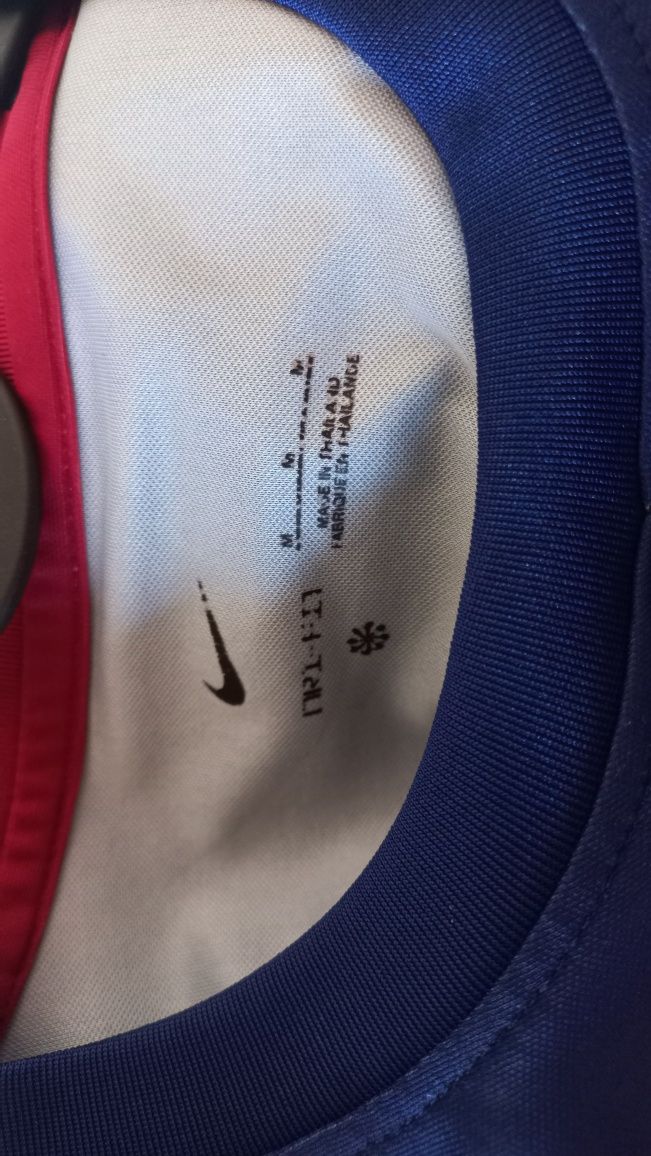 DRI-FIT
M M M
MADE IN THAILAND
FABRIQUE EN THAILANDE